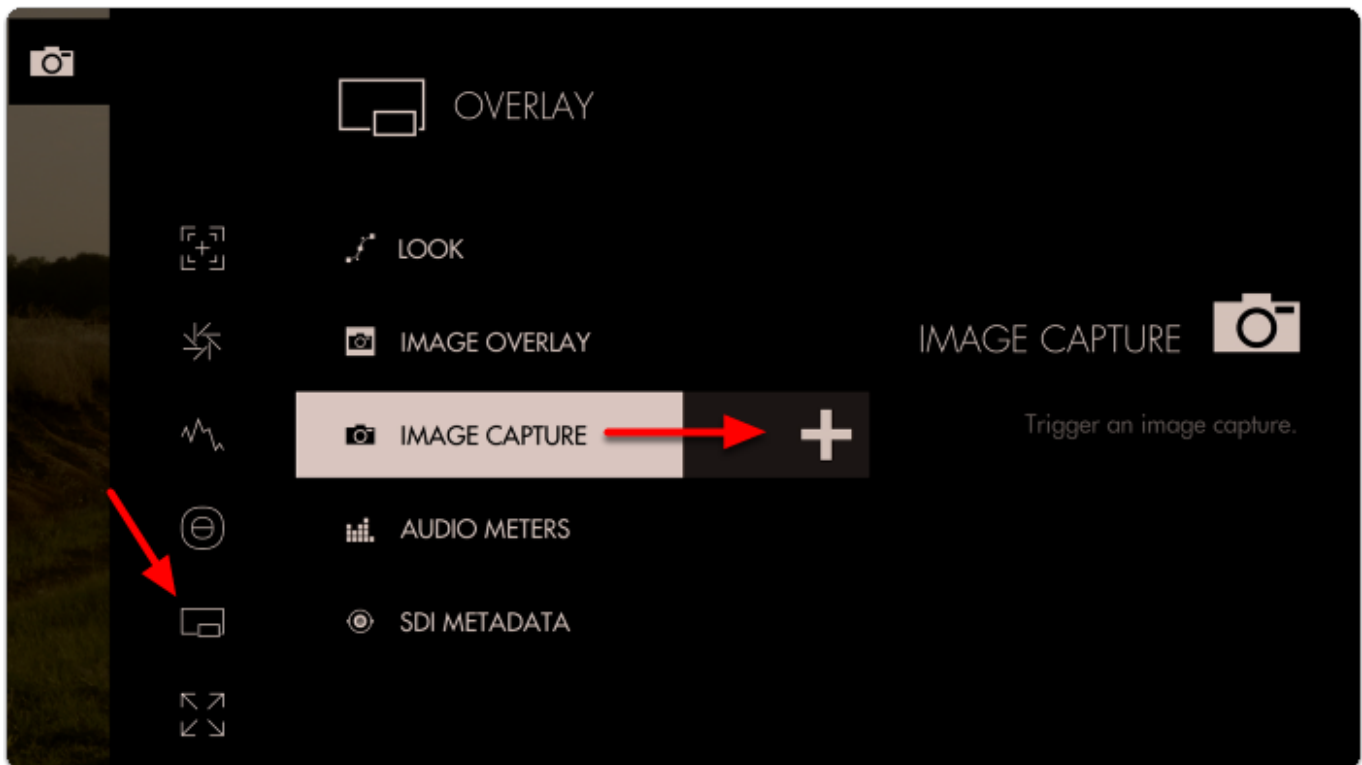 OVERLAY
LOOK
IMAGE OVERLAY
IMAGE CAPTURE
AUDIO METERS
SDI METADATA
IMAGE CAPTURE
Trigger an image capture.